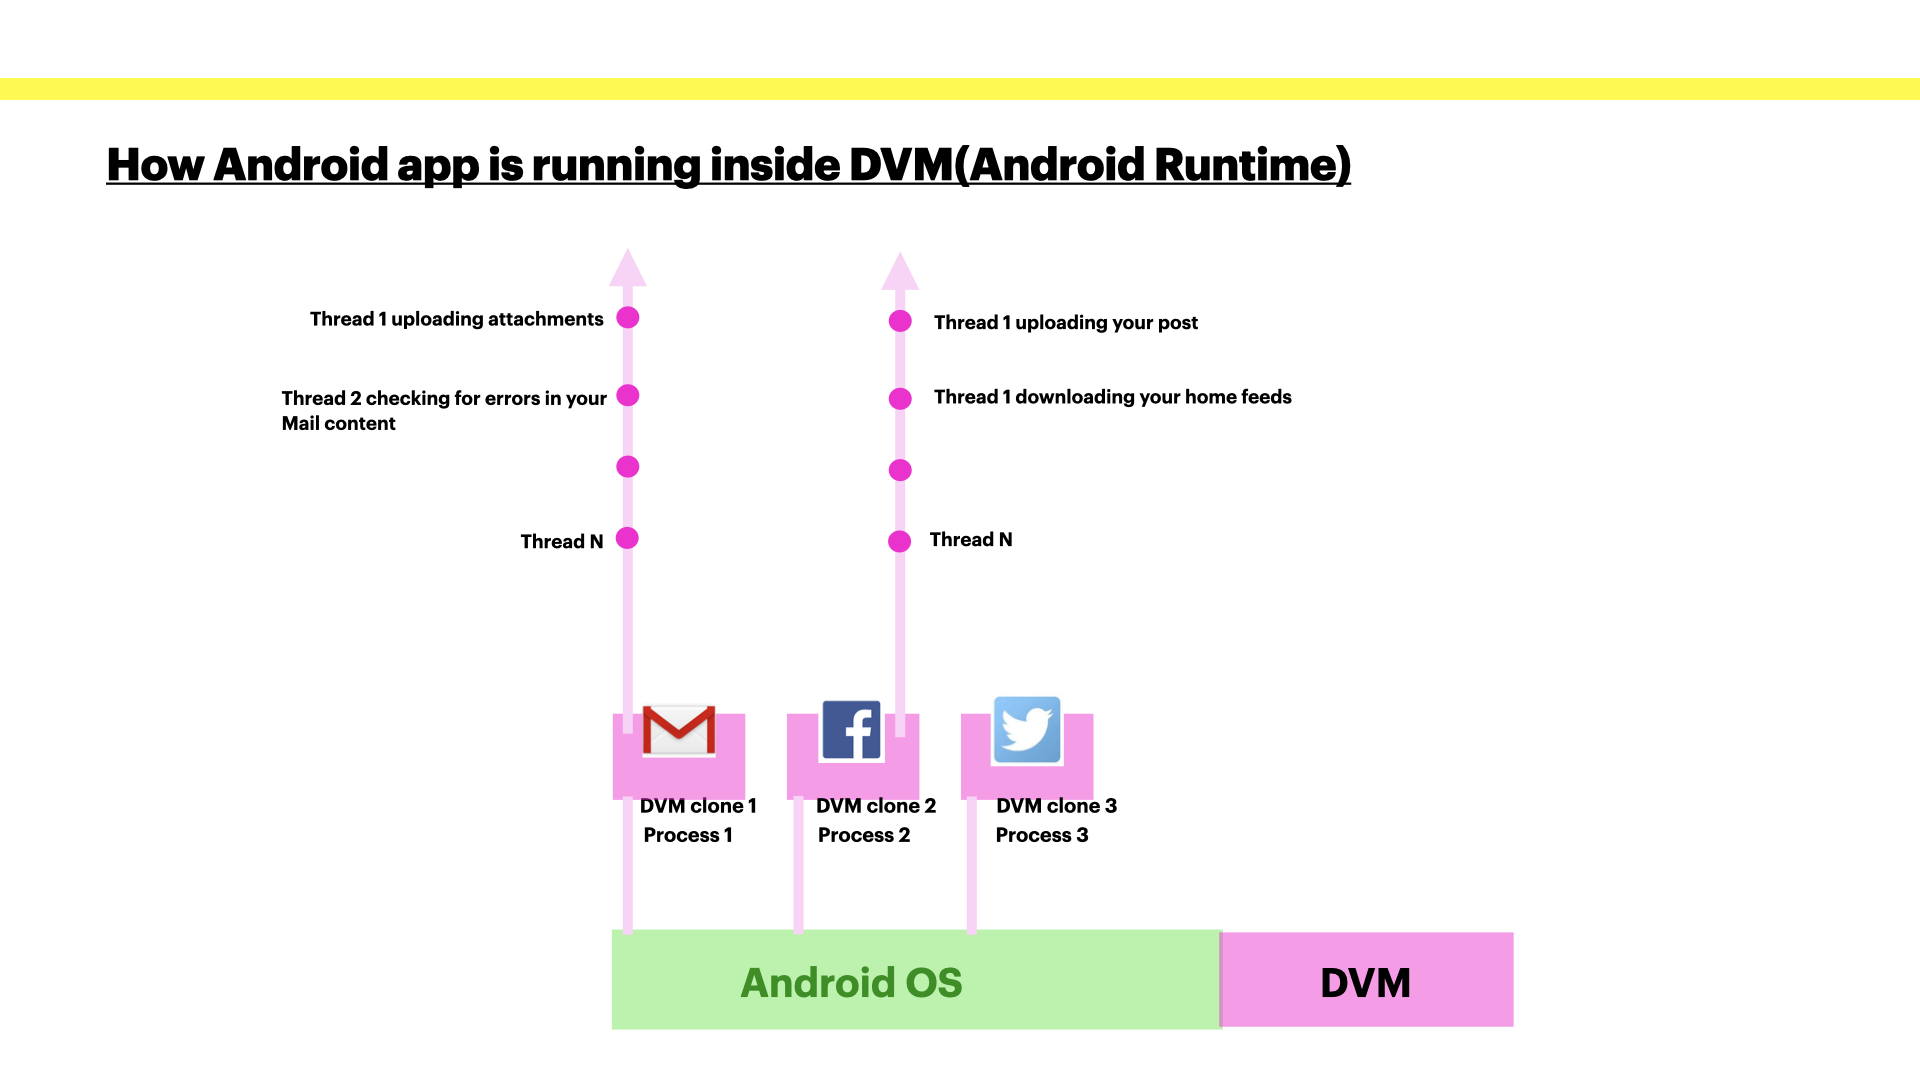 How Android app is running inside DVM(Android Runtime)
Thread 1 uploading attachments
Thread 1 uploading your post
Thread 2 checking for errors in your
Mail content
Thread 1 downloading your home feeds
Thread N
Thread N
DVM clone 1
Process 1
DVM clone 2
Process 2
DVM clone 3
Process 3
Android OS
DVM